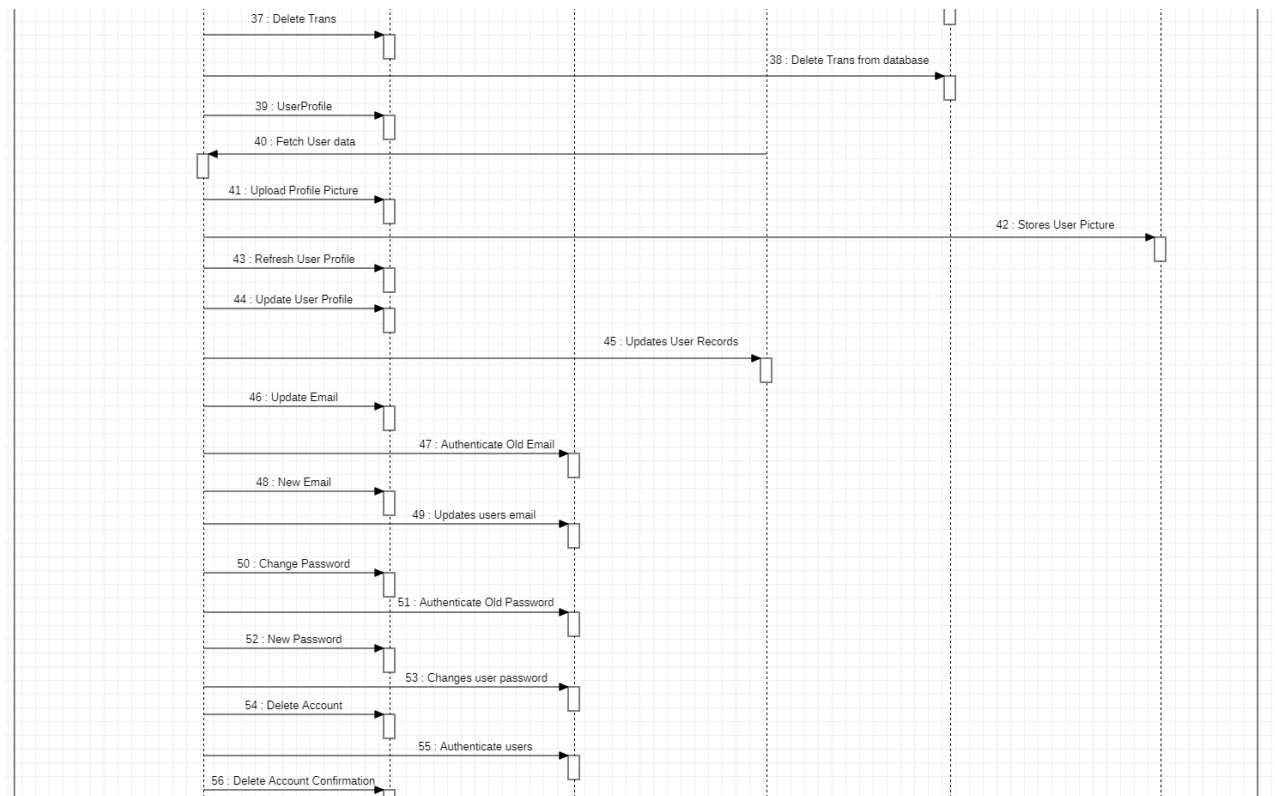 37 : Delete Trans
38 : Delete Trans from database
39 : UserProfile
40 : Fetch User data
41 : Upload Profile Picture
42 : Stores User Picture
43 : Refresh User Profile
44 : Update User Profile
45 : Updates User Records
46 : Update Email
47 : Authenticate Old Email
48 : New Email
49 : Updates users email
50 : Change Password
51 : Authenticate Old Password
52 : New Password
53 : Changes user password
54 : Delete Account
55 : Authenticate users
56 : Delete Account Confirmation